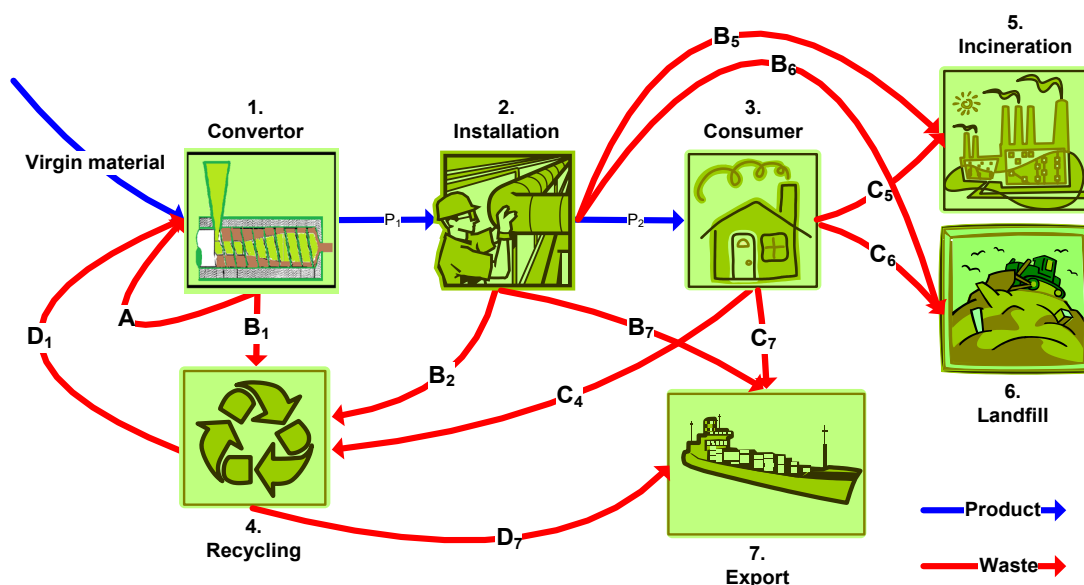 B5
5.
Incineration
B6
1.
Convertor
2.
Installation
3.
Consumer
Virgin material
P1
P2
C5
C6
A
D1
B1
B7
C7
B2
C4
6.
Landfill
4.
Recycling
D7
7.
Export
Product
Waste